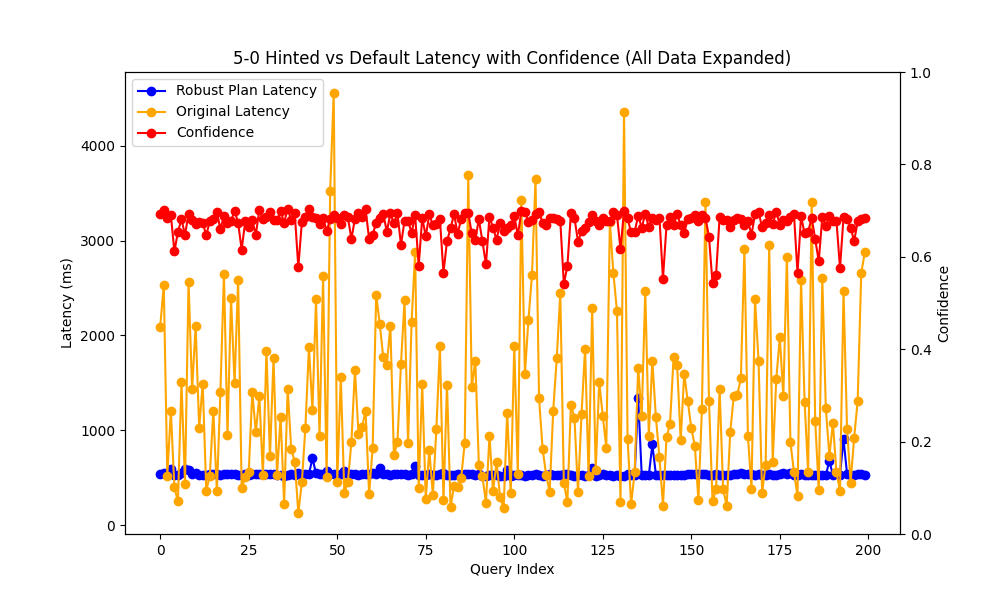 5-0 Hinted vs Default Latency with Confidence (All Data Expanded)
Robust Plan Latency
Original Latency
Confidence
Latency (ms)
4000
3000
2000
1000
0
1.0
0.8
0.6
0.4
0.2
0.0
Confidence
0 25 50 75 100 125 150 175 200
Query Index